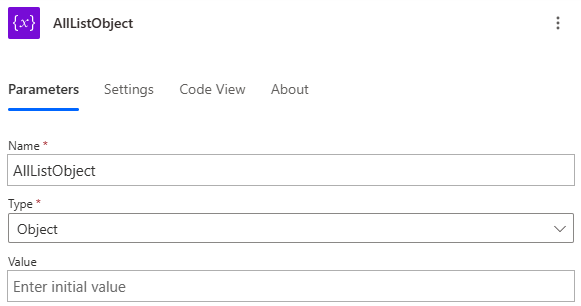 {x} AllListObject
Parameters Settings Code View About
Name *
AllListObject
Type *
Object
Value
Enter initial value